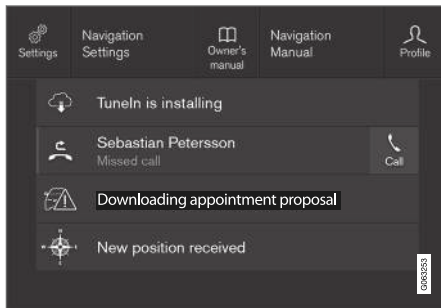 Settings
Navigation
Settings
Owner's
manual
Navigation
Manual
Profile
TuneIn is installing
Sebastian Petersson
Missed call
Call
Downloading appointment proposal
New position received
G063253